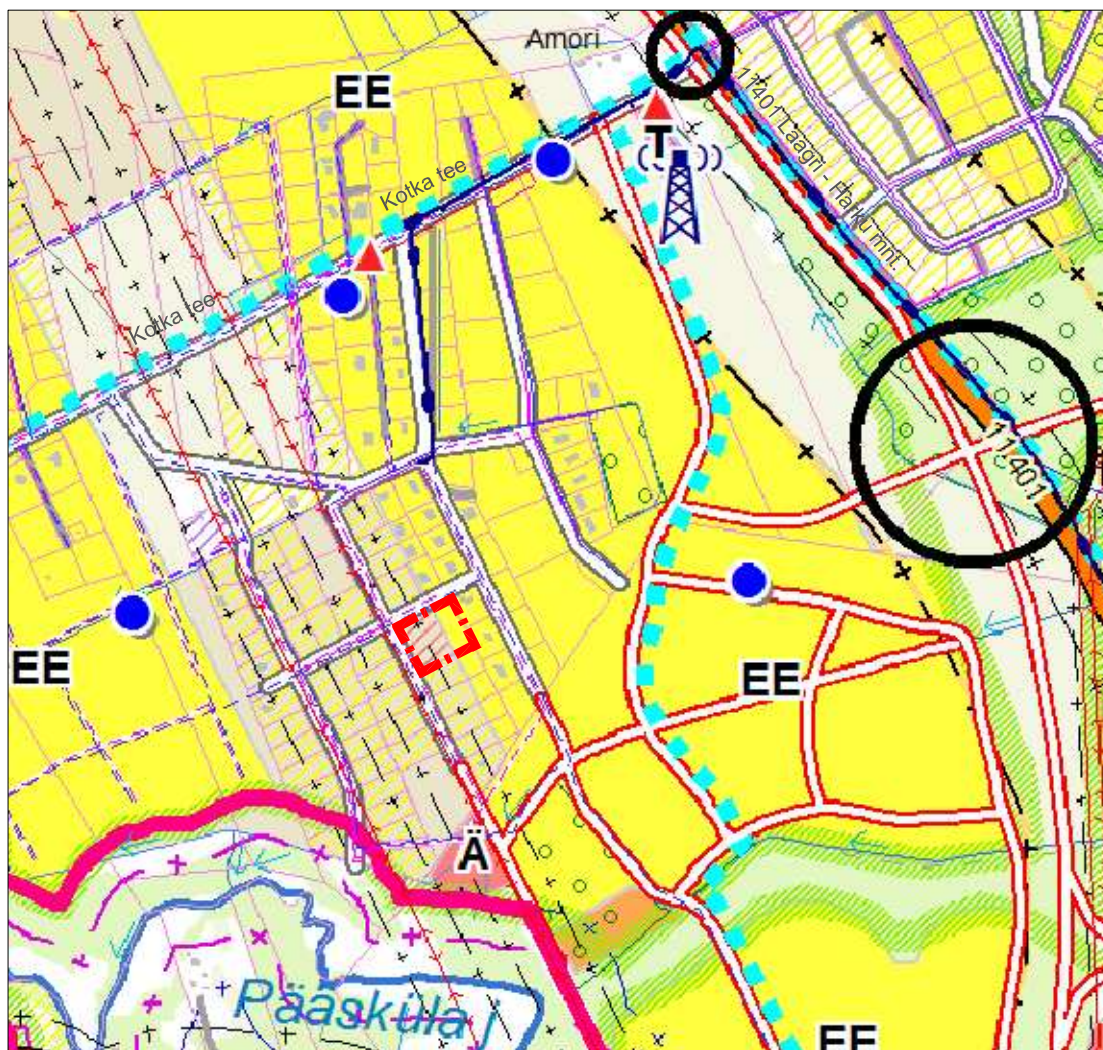 Amori
EE
11401 Laagri - Harku mnt
T
Kotka tee
Kotka tee
11401
EE
EE
Ä
Pääsküla j
EE